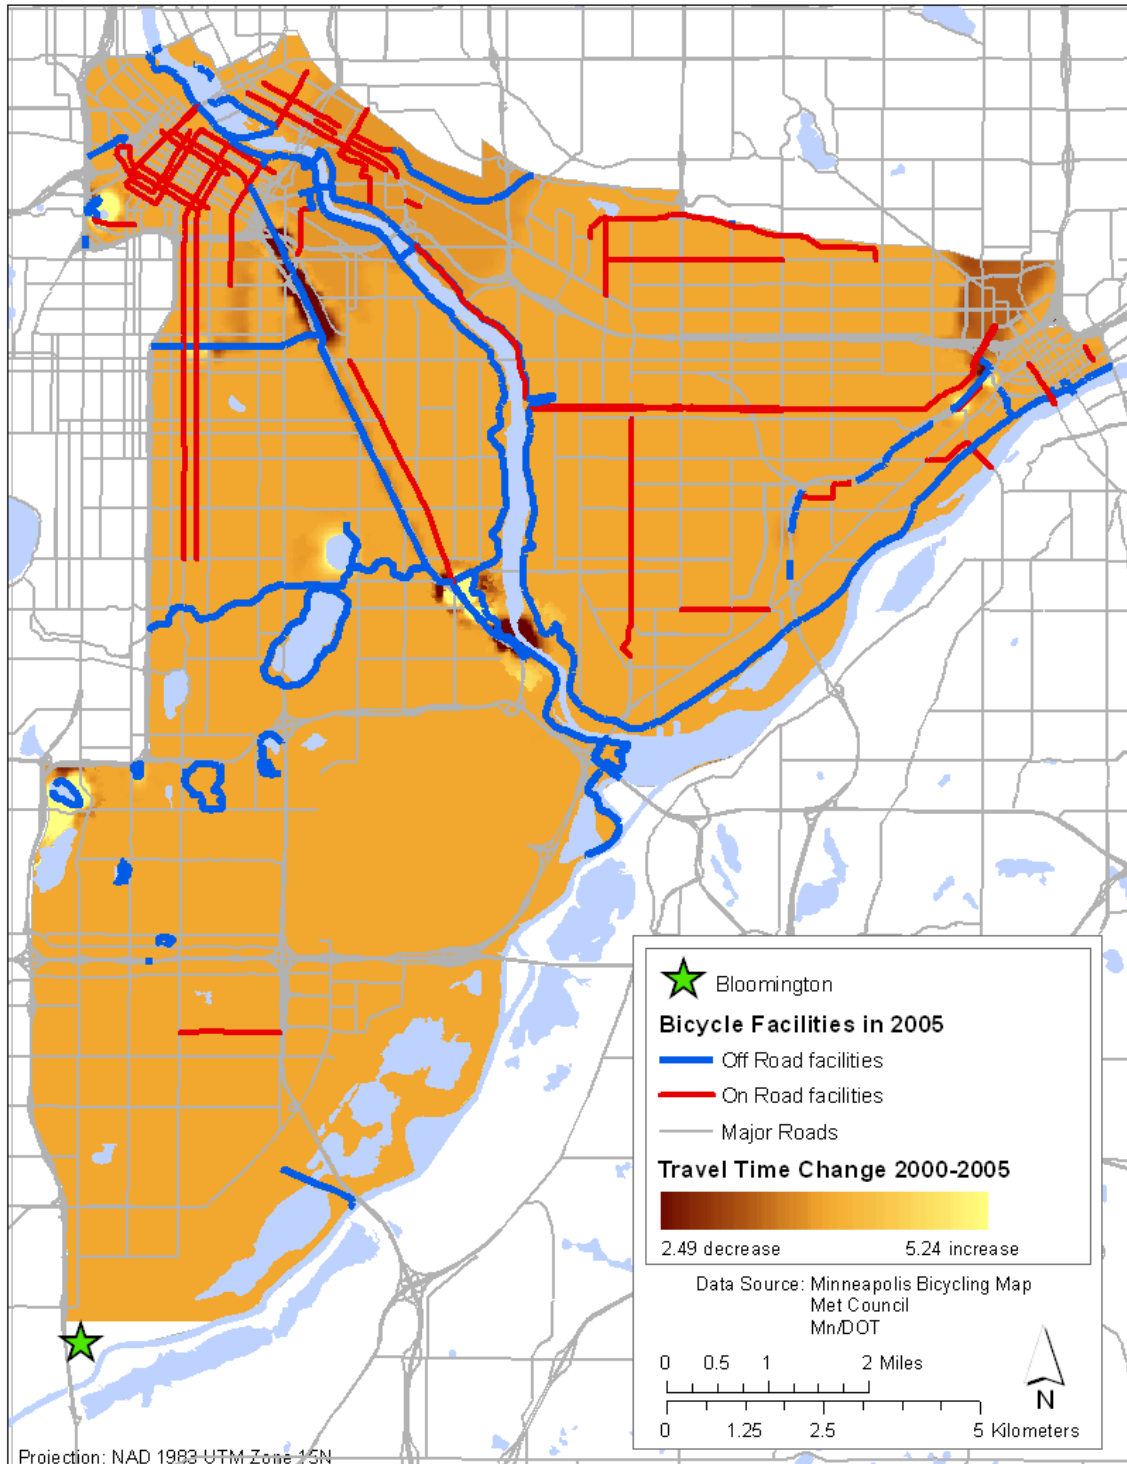 Bloomington
Bicycle Facilities in 2005
Off Road facilities
On Road facilities
Major Roads
Travel Time Change 2000-2005
2.49 decrease 5.24 increase
Data Source: Minneapolis Bicycling Map
Met Council
Mn/DOT
0 0.5 1 2 Miles
0 1.25 2.5 5 Kilometers
N
Projection: NAD 1983 UTM Zone 15N